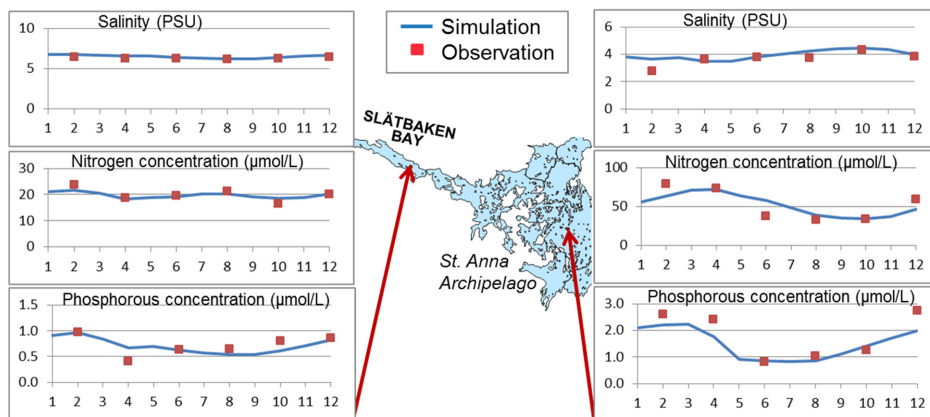 Salinity (PSU)
10
5
0
1 2 3 4 5 6 7 8 9 10 11 12
Nitrogen concentration (µmol/L)
30
20
10
0
1 2 3 4 5 6 7 8 9 10 11 12
Phosphorous concentration (µmol/L)
1.5
1.0
0.5
0.0
1 2 3 4 5 6 7 8 9 10 11 12
Simulation
Observation
SLÄTBAKEN
BAY
St. Anna
Archipelago
Salinity (PSU)
6
4
2
0
1 2 3 4 5 6 7 8 9 10 11 12
Nitrogen concentration (µmol/L)
100
50
0
1 2 3 4 5 6 7 8 9 10 11 12
Phosphorous concentration (µmol/L)
3.0
2.0
1.0
0.0
1 2 3 4 5 6 7 8 9 10 11 12